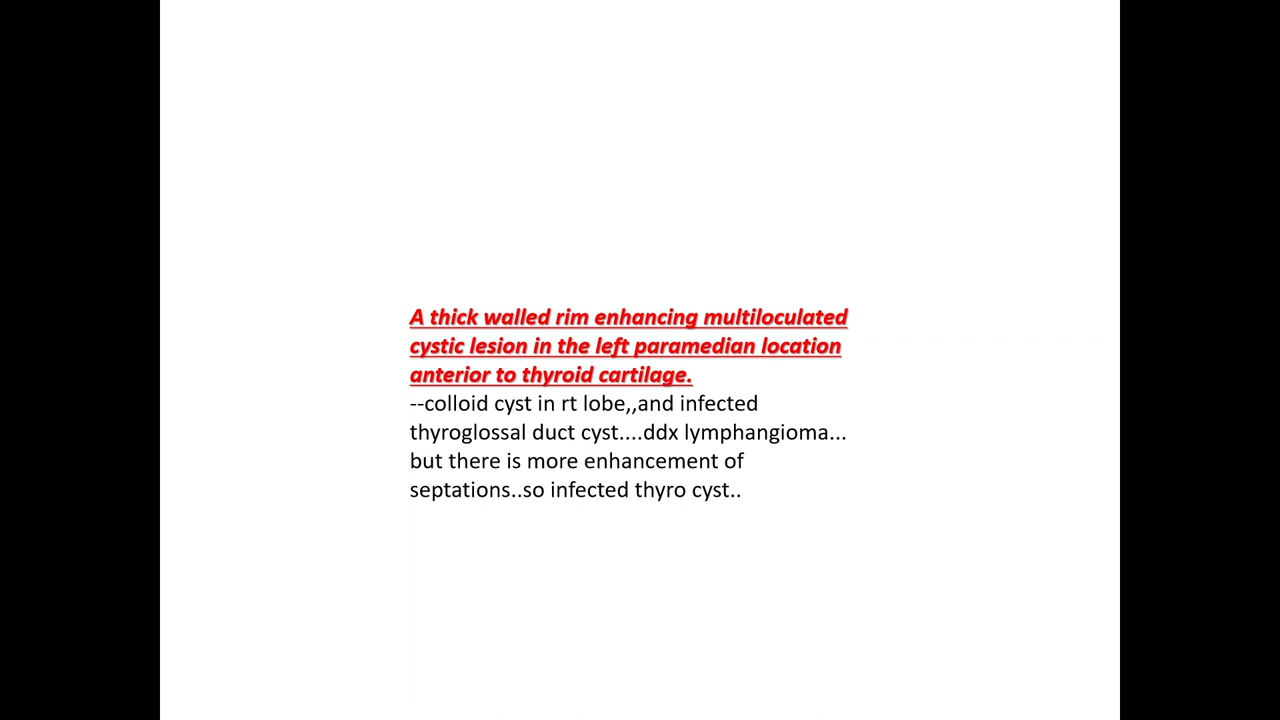 A thick walled rim enhancing multiloculated
cystic lesion in the left paramedian location
anterior to thyroid cartilage.
--colloid cyst in rt lobe,,and infected
thyroglossal duct cyst....ddx lymphangioma...
but there is more enhancement of
septations..so infected thyro cyst..